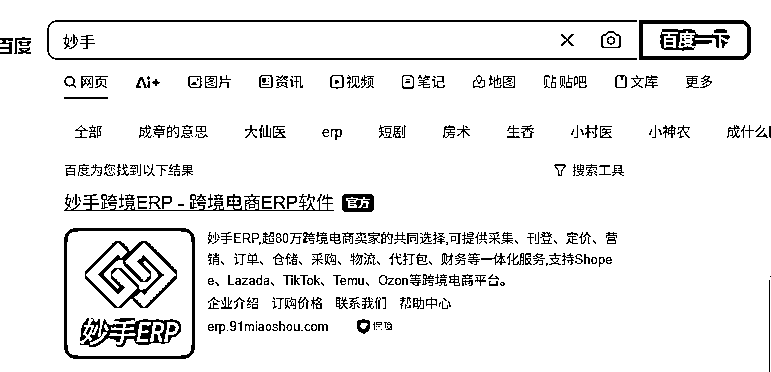 百度 妙手 百度一下
网页 Ai+ 图片 资讯 视频 笔记 地图 贴吧 文库 更多
全部 成章的意思 大仙医 erp 短剧 房术 生香 小村医 小神农 成什么
百度为您找到以下结果 搜索工具
妙手跨境ERP - 跨境电商ERP软件 官方
妙手ERP,超80万跨境电商卖家的共同选择,可提供采集、刊登、定价、营
销、订单、仓储、采购、物流、代打包、财务等一体化服务,支持Shope
e、Lazada、TikTok、Temu、Ozon等跨境电商平台。
企业介绍 订购价格 联系我们 帮助中心
妙手ERP
erp.91miaoshou.com 保障